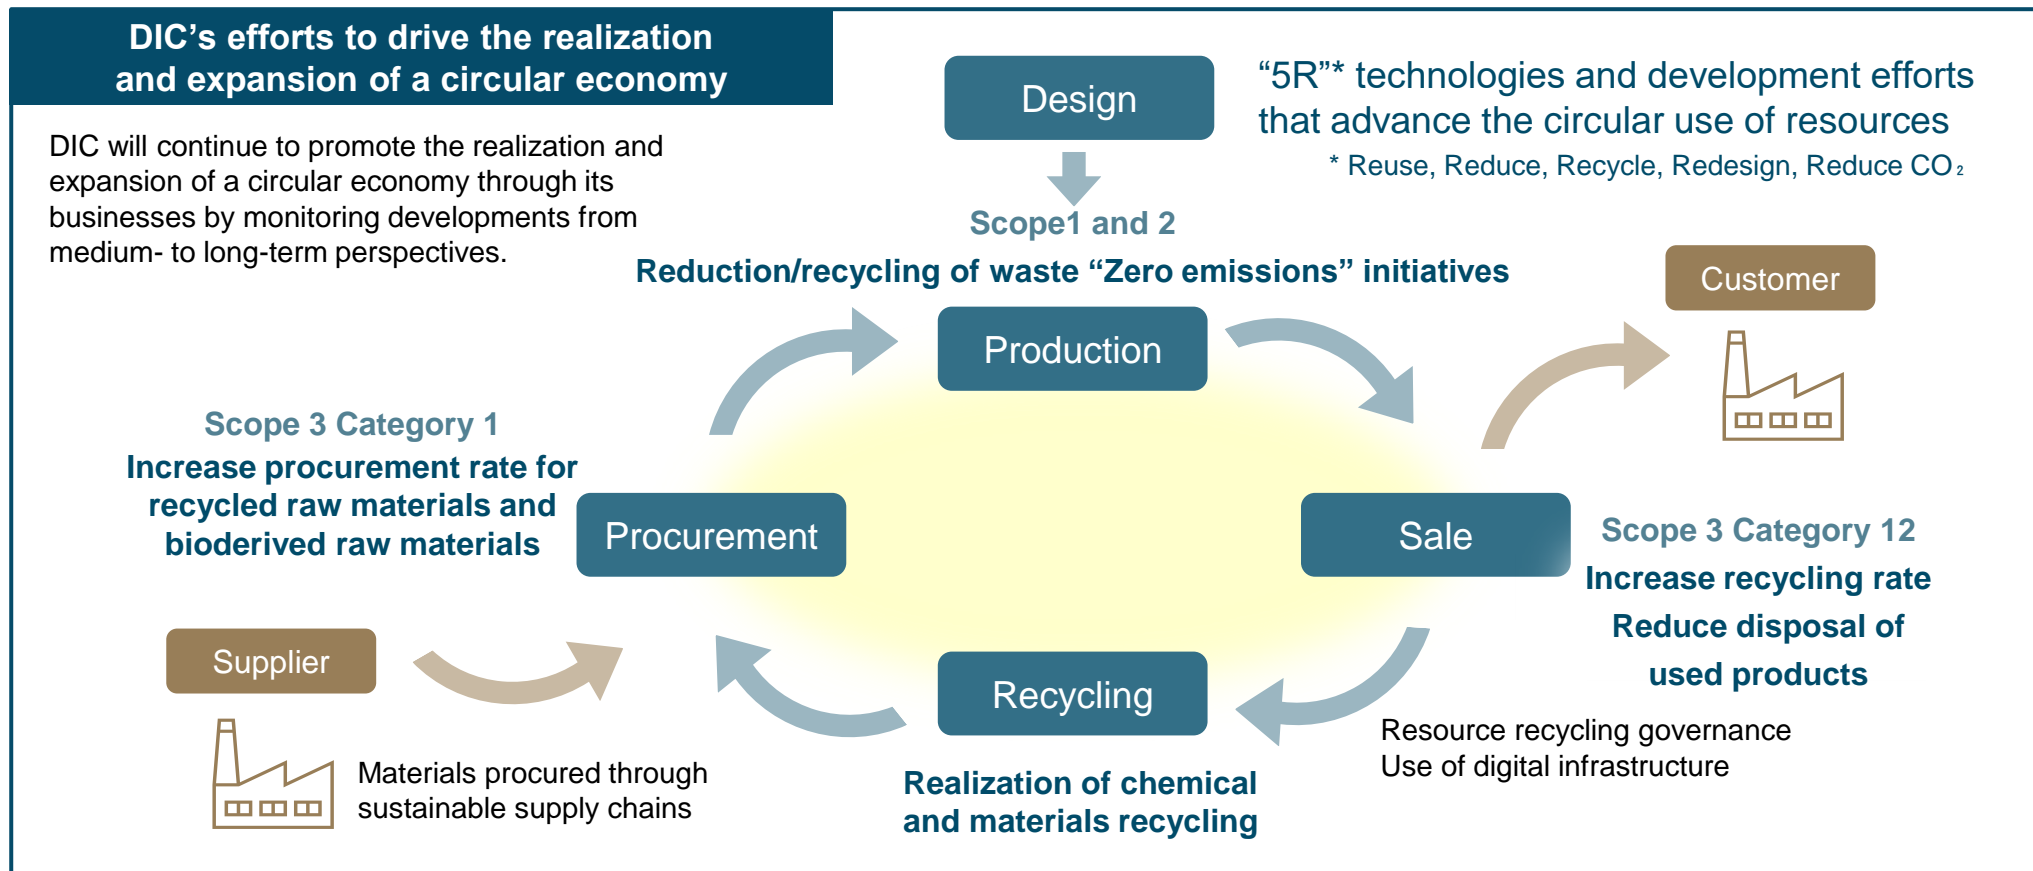 DIC’s efforts to drive the realization
and expansion of a circular economy
DIC will continue to promote the realization and
expansion of a circular economy through its
businesses by monitoring developments from
medium- to long-term perspectives.
Design
“5R”* technologies and development efforts
that advance the circular use of resources
* Reuse, Reduce, Recycle, Redesign, Reduce CO₂
Scope1 and 2
Reduction/recycling of waste “Zero emissions” initiatives
Customer
Production
Scope 3 Category 1
Increase procurement rate for
recycled raw materials and
bioderived raw materials
Procurement
Sale
Scope 3 Category 12
Increase recycling rate
Reduce disposal of
used products
Supplier
Recycling
Resource recycling governance
Use of digital infrastructure
Materials procured through
sustainable supply chains
Realization of chemical
and materials recycling